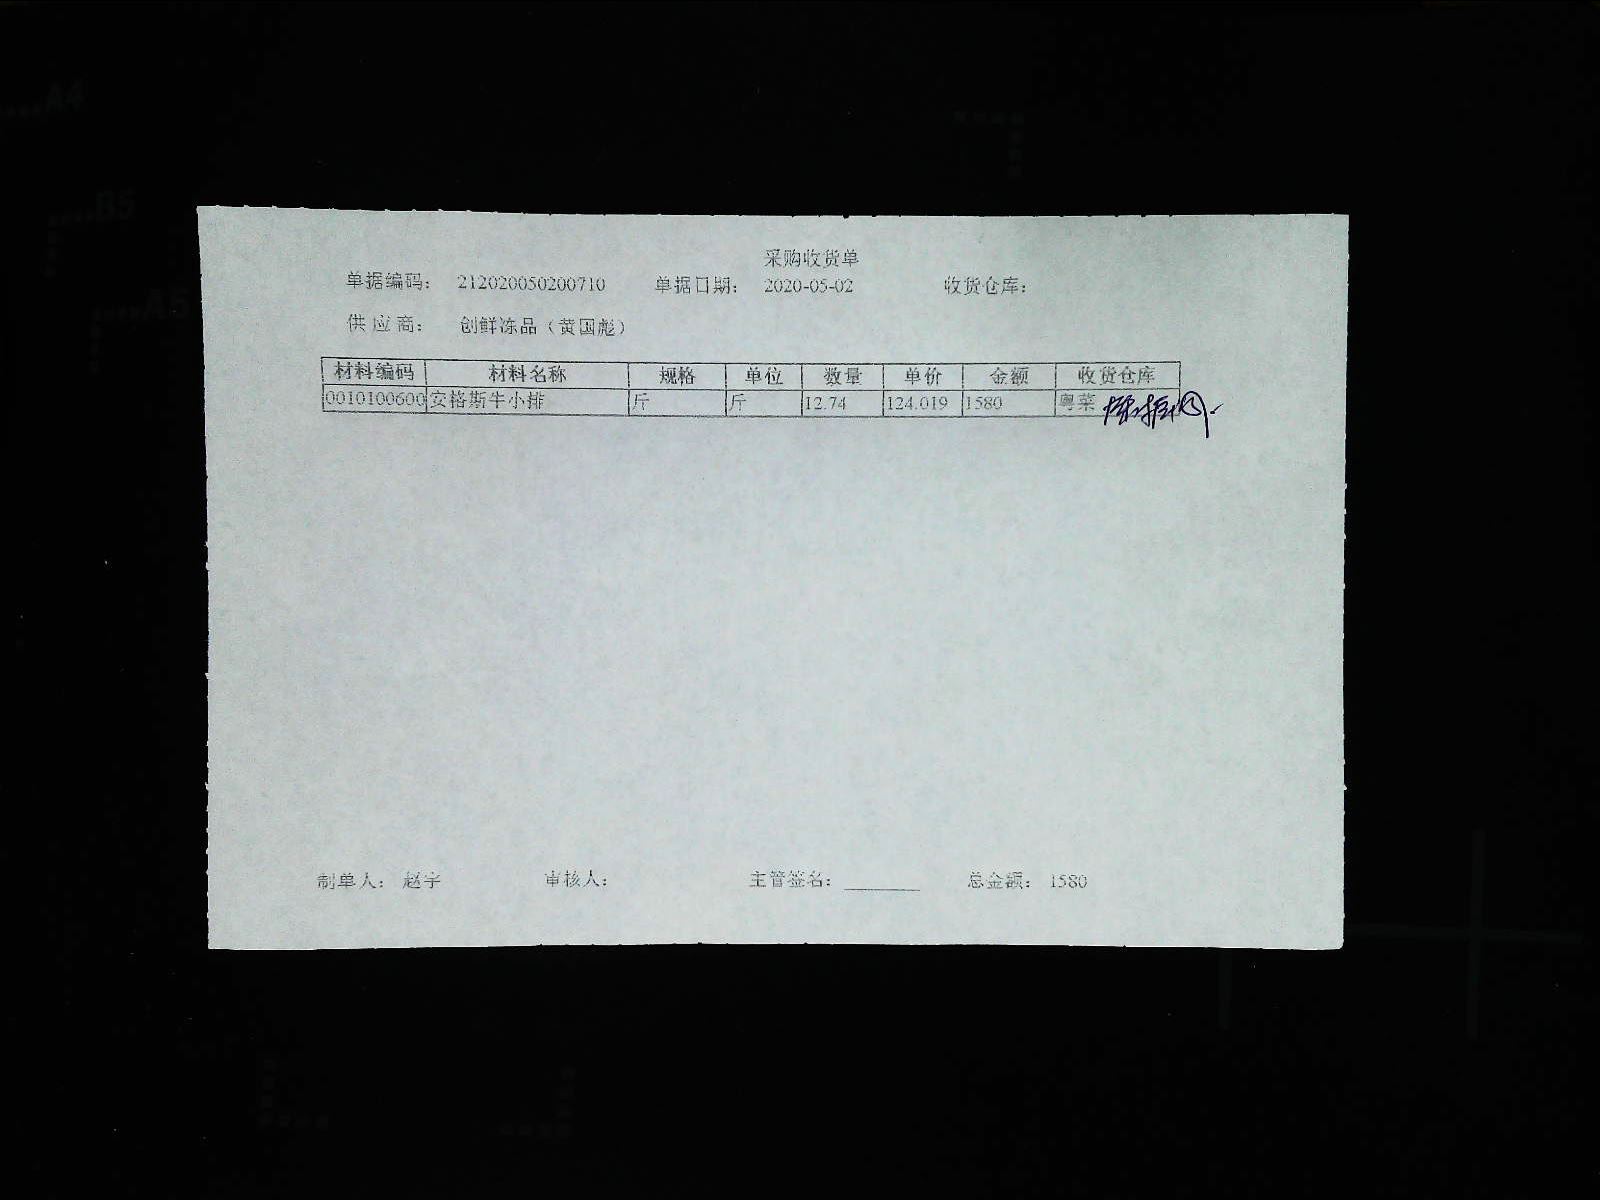 采购收货单
单据编码： 212020050200710 单据日期： 2020-05-02 收货仓库：
供 应 商： 创鲜冻品（黄国彪）
材料编码 材料名称 规格 单位 数量 单价 金额 收货仓库
0010100600 安格斯牛小排 斤 斤 12.74 124.019 1580 粤菜
制单人： 赵宇 审核人： 主管签名： 总金额： 1580
A4
B5
A5